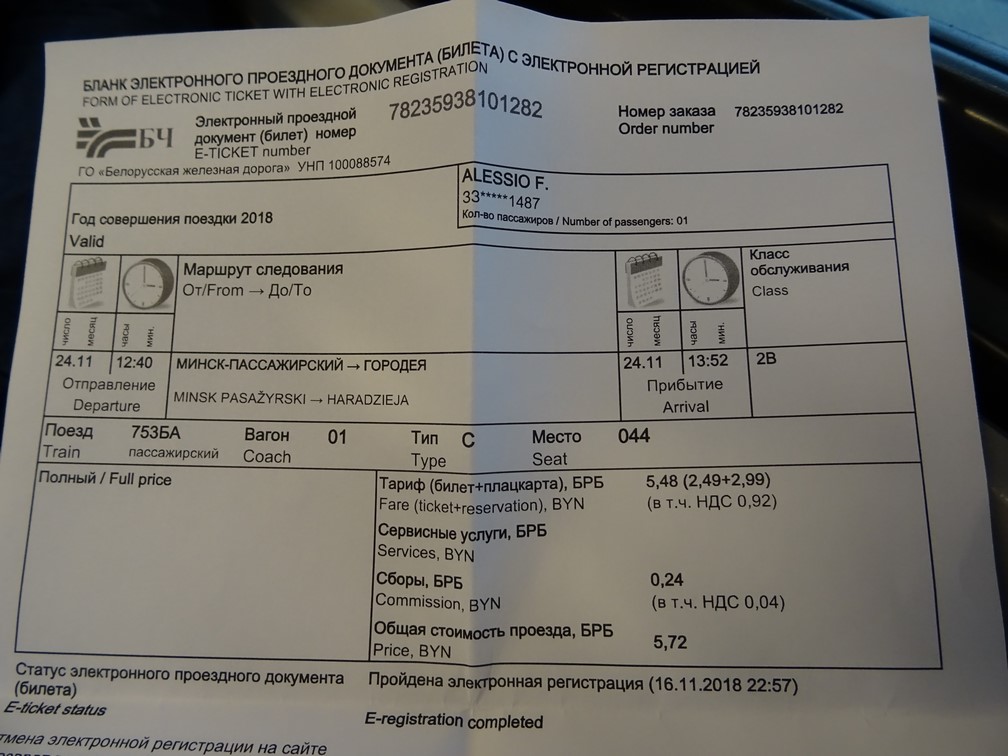 БЛАНК ЭЛЕКТРОННОГО ПРОЕЗДНОГО ДОКУМЕНТА (БИЛЕТА) С ЭЛЕКТРОННОЙ РЕГИСТРАЦИЕЙ
FORM OF ELECTRONIC TICKET WITH ELECTRONIC REGISTRATION
БЧ
Электронный проездной
документ (билет) номер
E-TICKET number
78235938101282
Номер заказа 78235938101282
Order number
ГО «Белорусская железная дорога» УНП 100088574
ALESSIO F.
33*****1487
Кол-во пассажиров / Number of passengers: 01
Год совершения поездки 2018
Valid
число месяц часы мин.
Маршрут следования
От/From → До/To
число месяц часы мин.
Класс
обслуживания
Class
24.11 12:40
Отправление
Departure
МИНСК-ПАССАЖИРСКИЙ → ГОРОДЕЯ
MINSK PASAŽYRSKI → HARADZIEJA
24.11 13:52
Прибытие
Arrival
2В
Поезд 753БА Вагон 01 Тип С Место 044
Train пассажирский Coach Type Seat
Полный / Full price
Тариф (билет+плацкарта), БРБ 5,48 (2,49+2,99)
Fare (ticket+reservation), BYN (в т.ч. НДС 0,92)
Сервисные услуги, БРБ
Services, BYN
Сборы, БРБ 0,24
Commission, BYN (в т.ч. НДС 0,04)
Общая стоимость проезда, БРБ 5,72
Price, BYN
Статус электронного проездного документа
(билета)
E-ticket status
Пройдена электронная регистрация (16.11.2018 22:57)
E-registration completed
тмена электронной регистрации на сайте